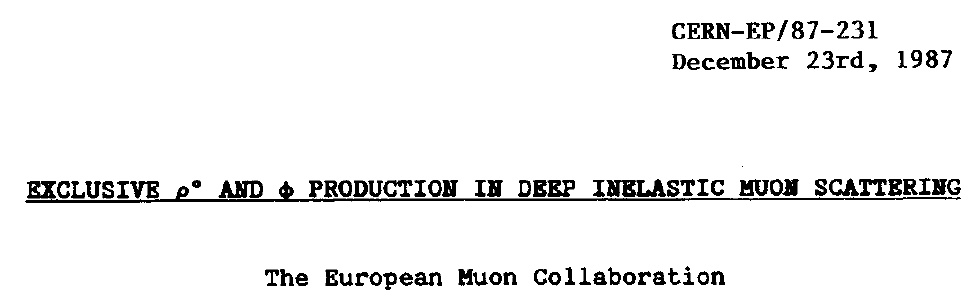 CERN-EP/87-231
December 23rd, 1987
EXCLUSIVE ρ° AND ϕ PRODUCTION IN DEEP INELASTIC MUON SCATTERING
The European Muon Collaboration